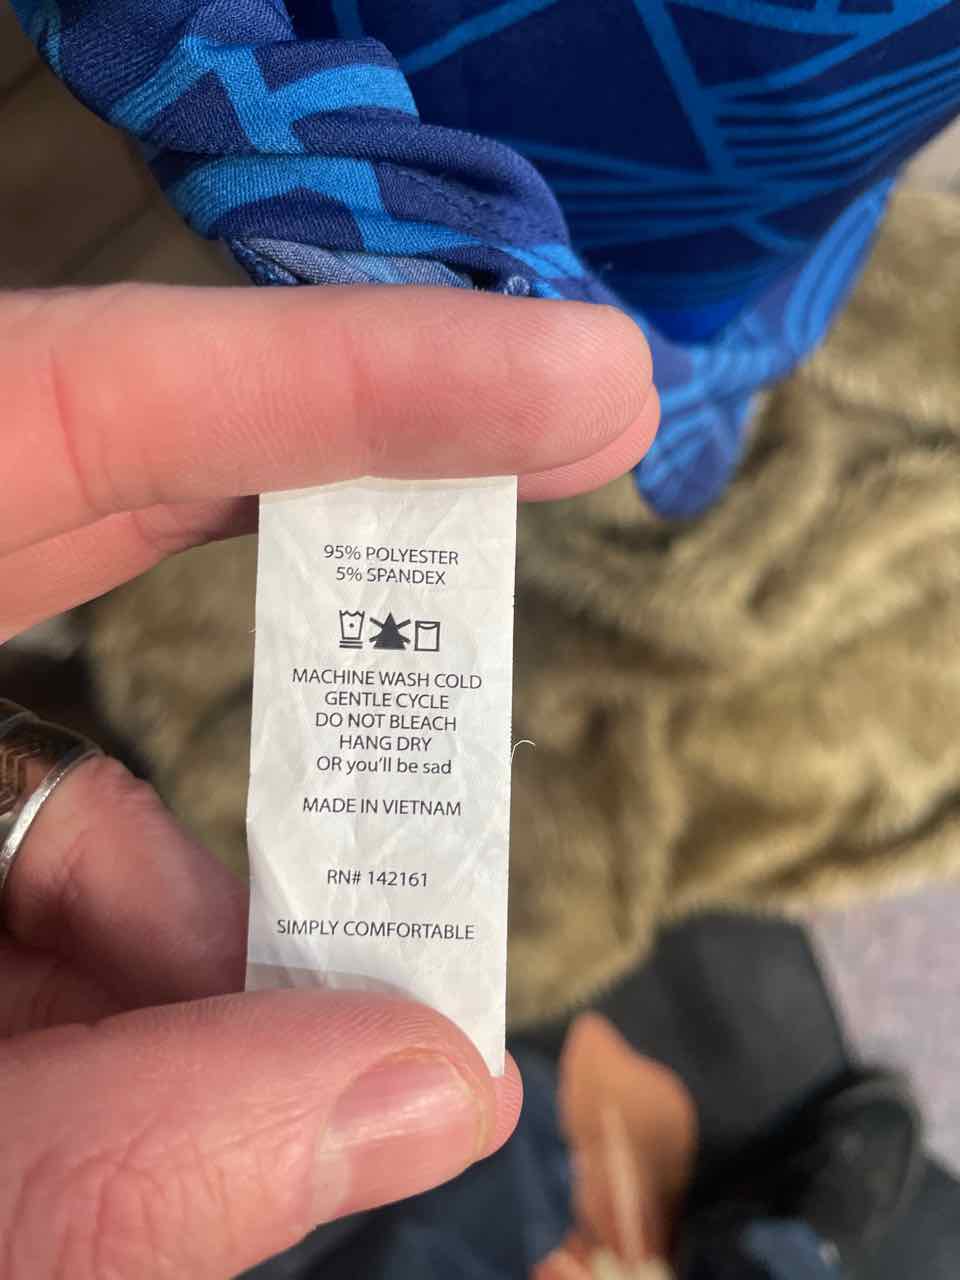 95% POLYESTER
5% SPANDEX
MACHINE WASH COLD
GENTLE CYCLE
DO NOT BLEACH
HANG DRY
OR you'll be sad
MADE IN VIETNAM
RN# 142161
SIMPLY COMFORTABLE